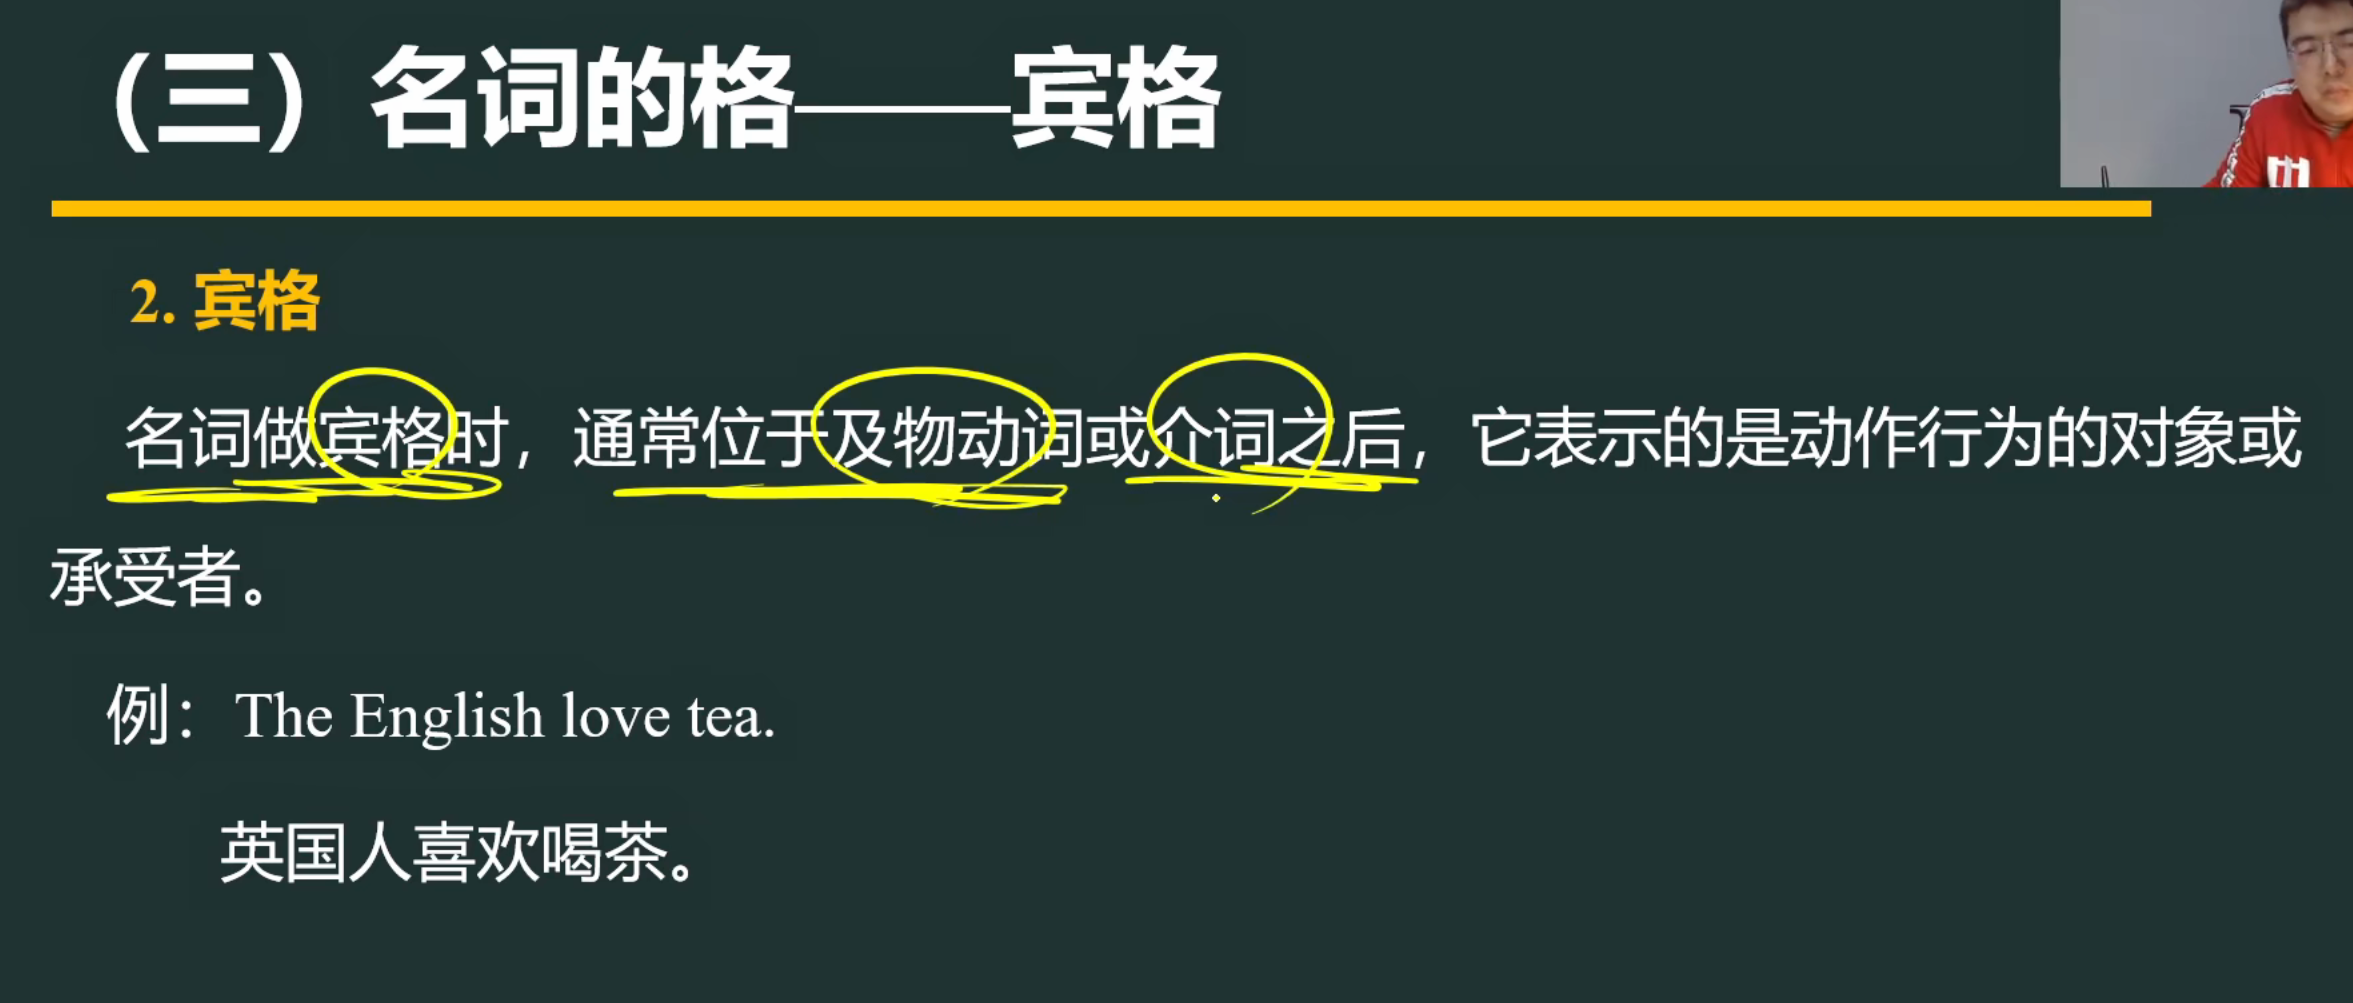 （三）名词的格——宾格
2. 宾格
名词做宾格时，通常位于及物动词或介词之后，它表示的是动作行为的对象或
承受者。
例：The English love tea.
英国人喜欢喝茶。